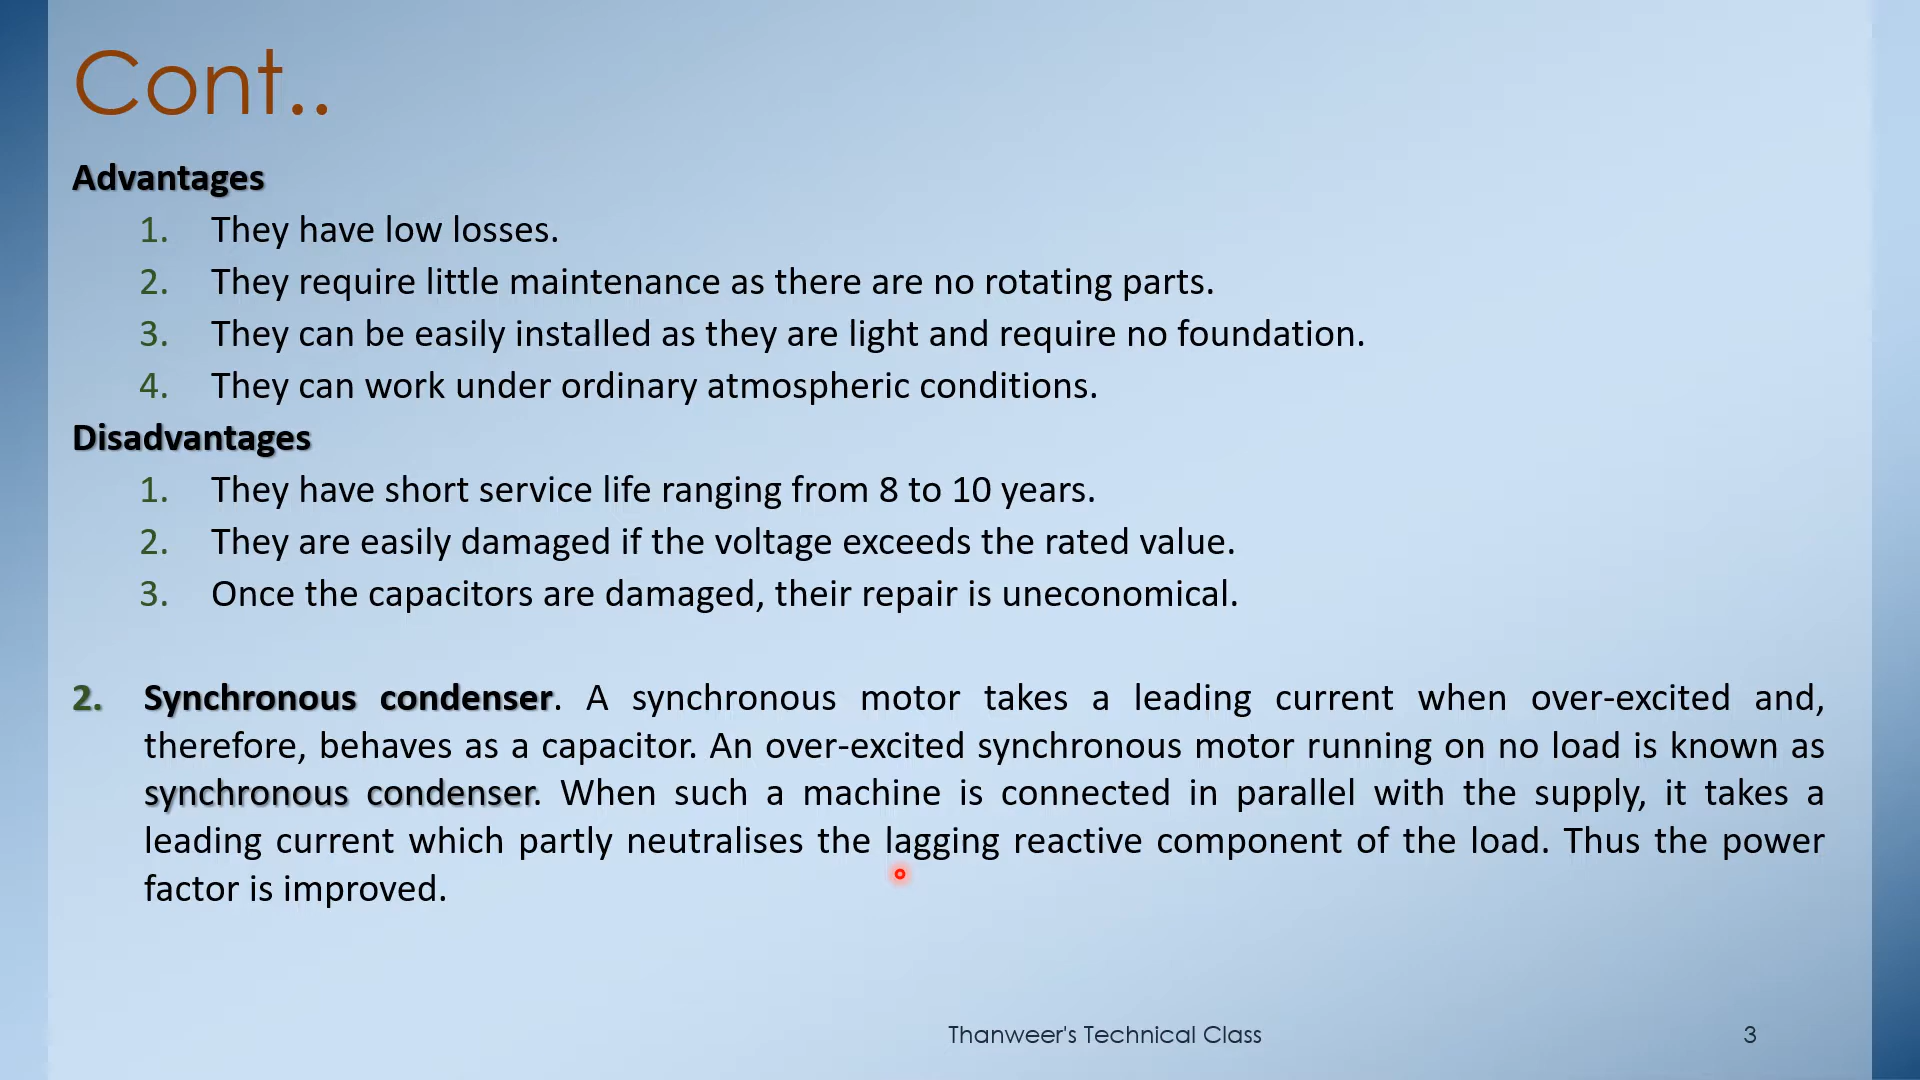 Cont..
Advantages
1. They have low losses.
2. They require little maintenance as there are no rotating parts.
3. They can be easily installed as they are light and require no foundation.
4. They can work under ordinary atmospheric conditions.
Disadvantages
1. They have short service life ranging from 8 to 10 years.
2. They are easily damaged if the voltage exceeds the rated value.
3. Once the capacitors are damaged, their repair is uneconomical.
2. Synchronous condenser. A synchronous motor takes a leading current when over-excited and,
therefore, behaves as a capacitor. An over-excited synchronous motor running on no load is known as
synchronous condenser. When such a machine is connected in parallel with the supply, it takes a
leading current which partly neutralises the lagging reactive component of the load. Thus the power
factor is improved.
Thanweer's Technical Class 3